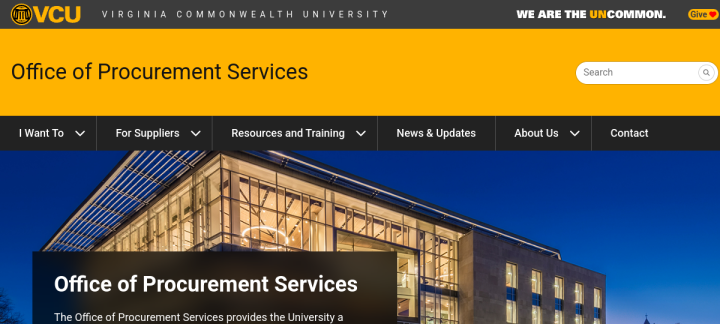 VCU VIRGINIA COMMONWEALTH UNIVERSITY WE ARE THE UNCOMMON. Give
Office of Procurement Services Search
I Want To For Suppliers Resources and Training News & Updates About Us Contact
Office of Procurement Services
The Office of Procurement Services provides the University a